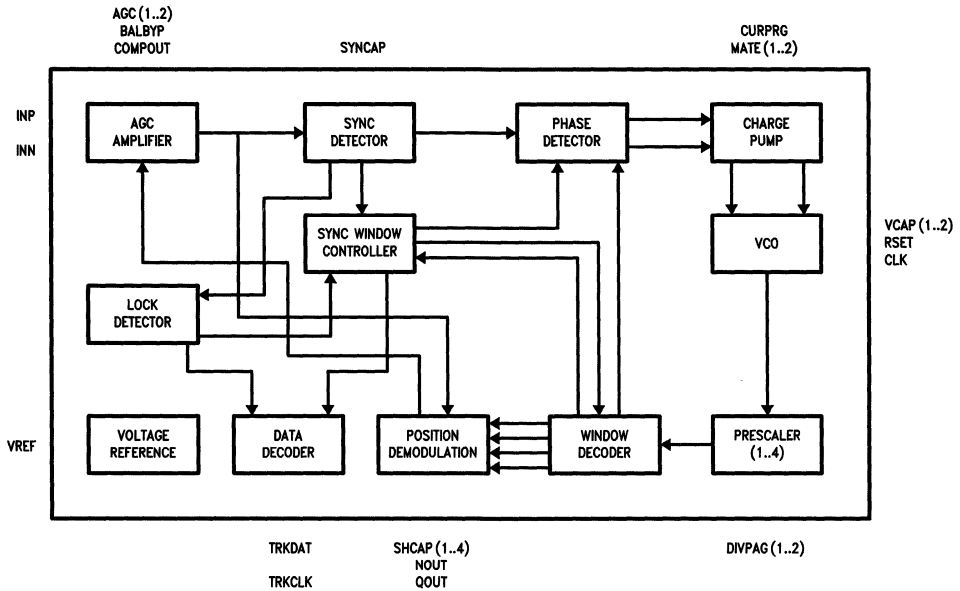 AGC (1..2)
BALBYP
COMPOUT
SYNCAP
CURPRG
MATE (1..2)
INP
INN
AGC
AMPLIFIER
SYNC
DETECTOR
PHASE
DETECTOR
CHARGE
PUMP
SYNC WINDOW
CONTROLLER
VCO
VCAP (1..2)
RSET
CLK
LOCK
DETECTOR
VREF
VOLTAGE
REFERENCE
DATA
DECODER
POSITION
DEMODULATION
WINDOW
DECODER
PRESCALER
(1..4)
TRKDAT
TRKCLK
SHCAP (1..4)
NOUT
QOUT
DIVPAG (1..2)